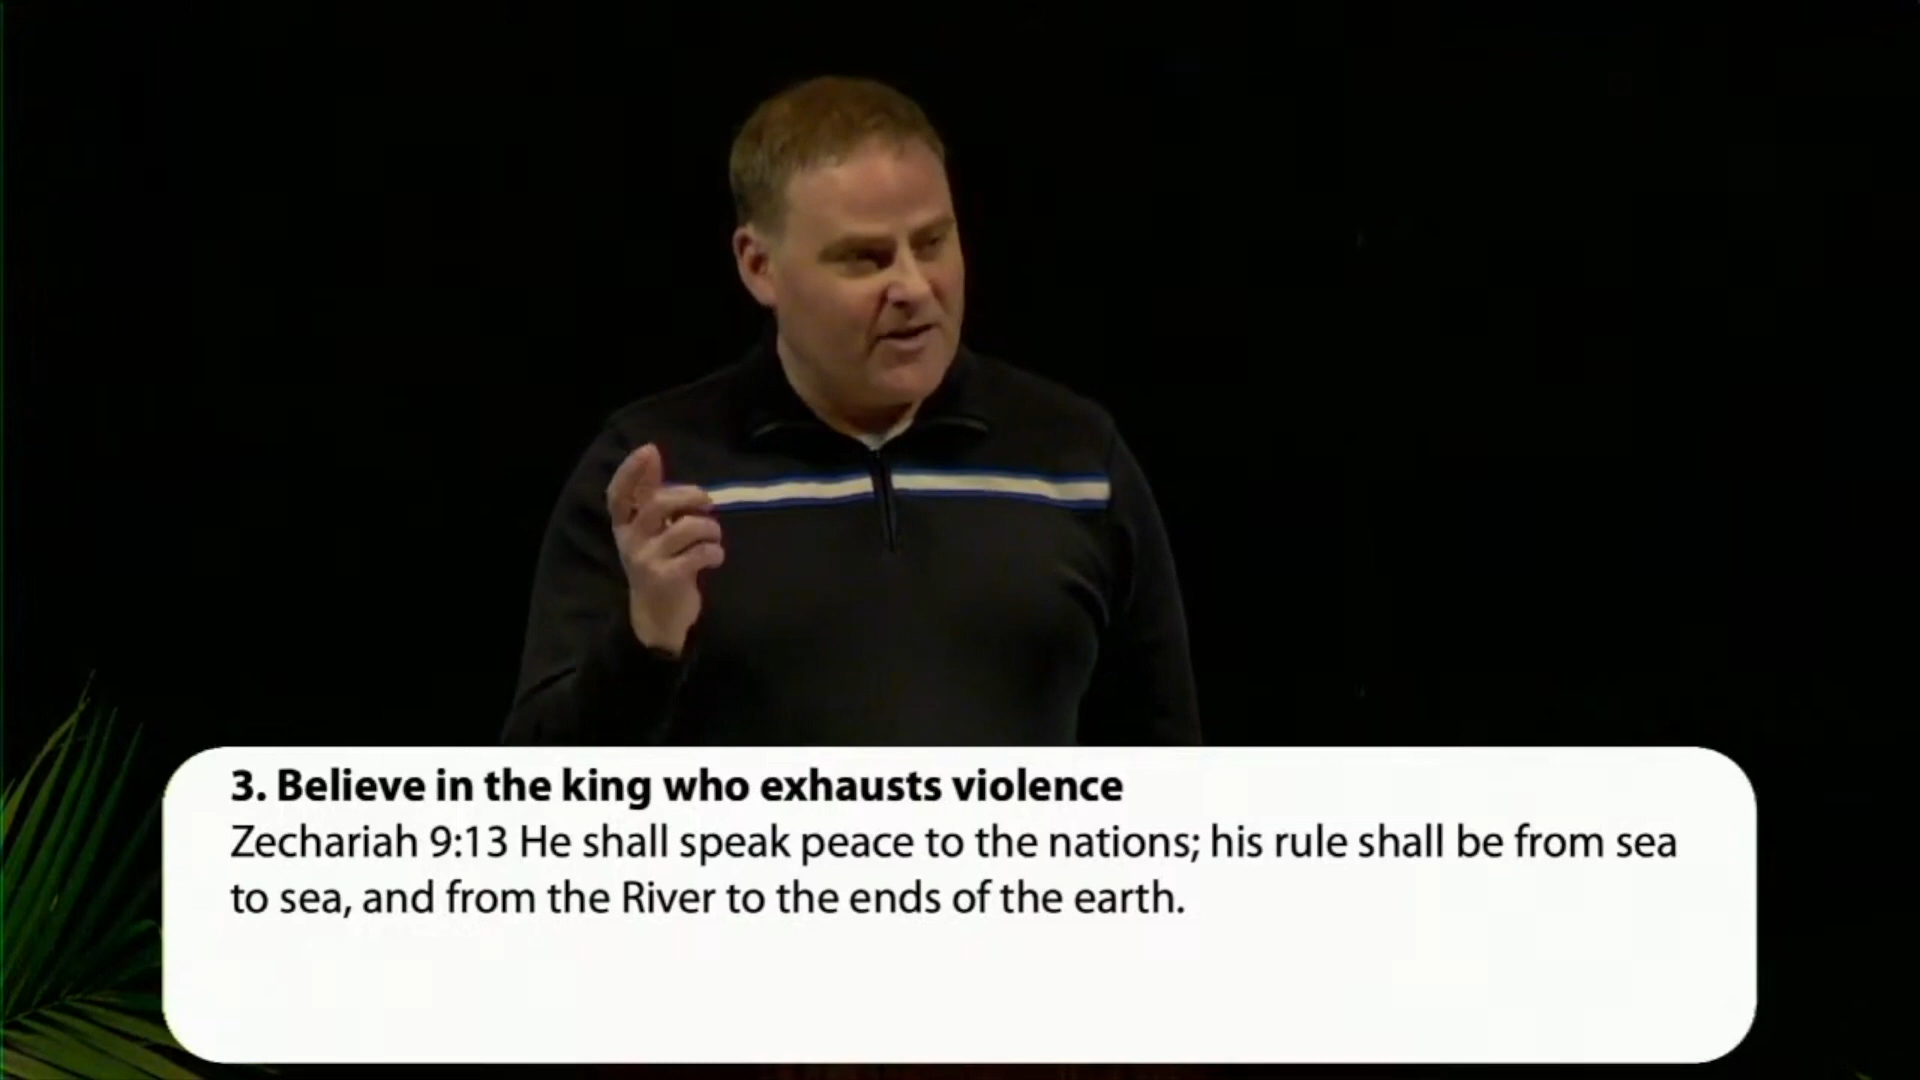 3. Believe in the king who exhausts violence
Zechariah 9:13 He shall speak peace to the nations; his rule shall be from sea
to sea, and from the River to the ends of the earth.